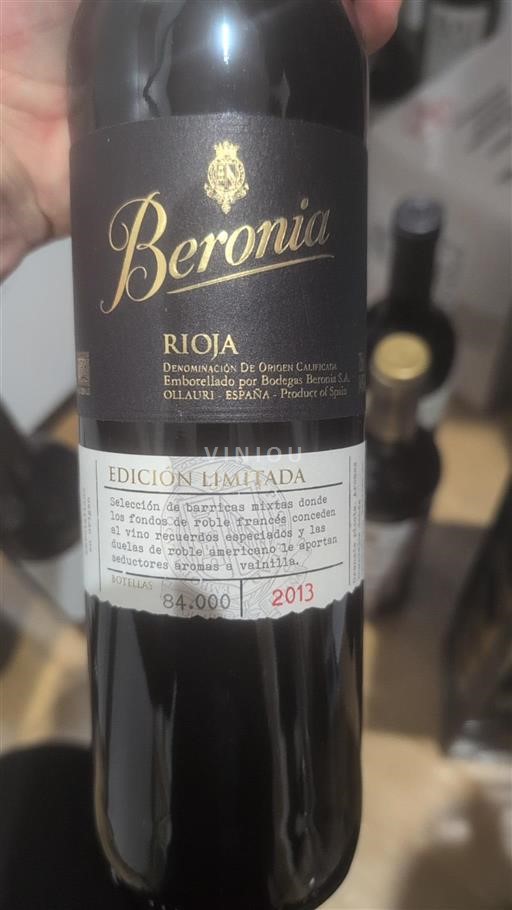 Beronia
RIOJA
DENOMINACIÓN DE ORIGEN CALIFICADA
Embotellado por Bodegas Beronia S.A.
OLLAURI - ESPAÑA - Product of Spain
VINIOU
EDICIÓN LIMITADA
Selección de barricas mixtas donde
los fondos de roble francés conceden
al vino recuerdos especiados y las
duelas de roble americano le aportan
seductores aromas a vainilla.
BOTELLAS
84.000
2013